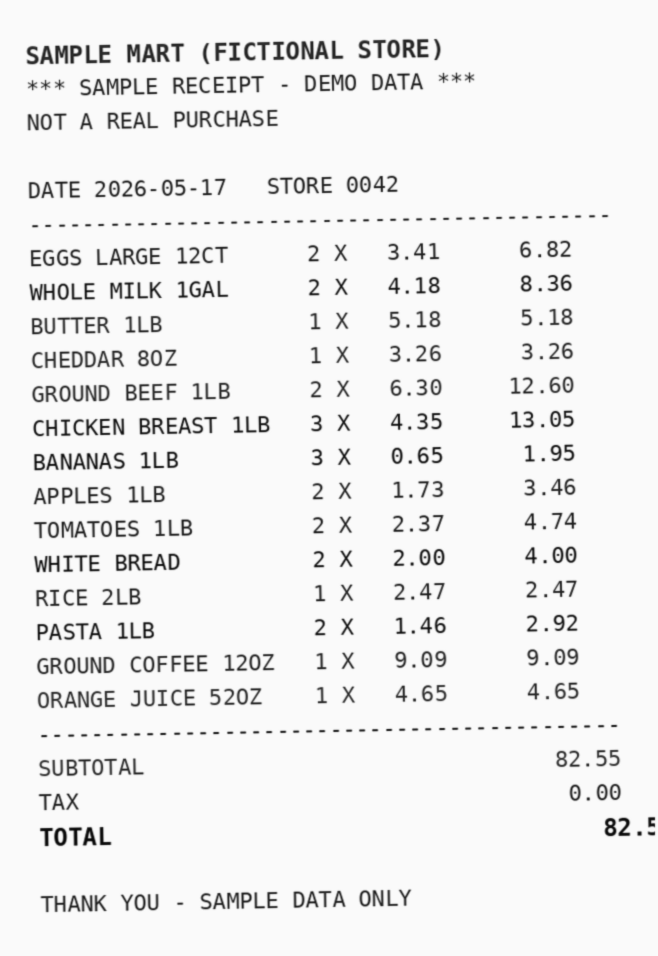 SAMPLE MART (FICTIONAL STORE)
*** SAMPLE RECEIPT - DEMO DATA ***
NOT A REAL PURCHASE
DATE 2026-05-17 STORE 0042
--------------------------------------------
EGGS LARGE 12CT 2 X 3.41 6.82
WHOLE MILK 1GAL 2 X 4.18 8.36
BUTTER 1LB 1 X 5.18 5.18
CHEDDAR 8OZ 1 X 3.26 3.26
GROUND BEEF 1LB 2 X 6.30 12.60
CHICKEN BREAST 1LB 3 X 4.35 13.05
BANANAS 1LB 3 X 0.65 1.95
APPLES 1LB 2 X 1.73 3.46
TOMATOES 1LB 2 X 2.37 4.74
WHITE BREAD 2 X 2.00 4.00
RICE 2LB 1 X 2.47 2.47
PASTA 1LB 2 X 1.46 2.92
GROUND COFFEE 12OZ 1 X 9.09 9.09
ORANGE JUICE 52OZ 1 X 4.65 4.65
--------------------------------------------
SUBTOTAL 82.55
TAX 0.00
TOTAL
THANK YOU - SAMPLE DATA ONLY